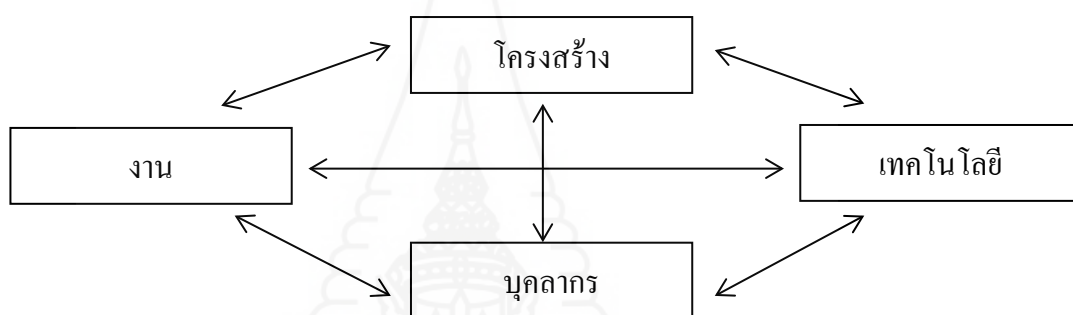 โครงสร้าง
งาน
เทคโนโลยี
บุคลากร